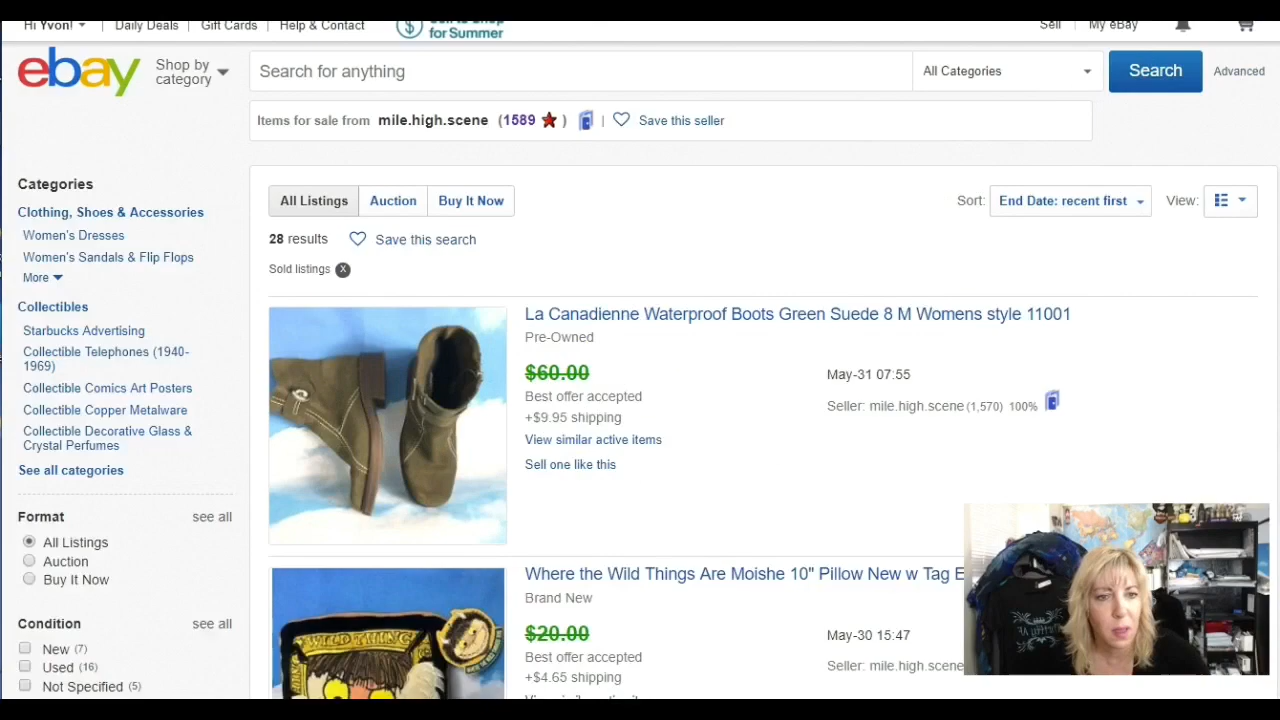 Hi Yvon!
Daily Deals
Gift Cards
Help & Contact
for Summer
Sell
My eBay
ebay
Shop by
category
Search for anything
All Categories
Search
Advanced
Items for sale from mile.high.scene (1589 ) | Save this seller
Categories
Clothing, Shoes & Accessories
Women's Dresses
Women's Sandals & Flip Flops
More
Collectibles
Starbucks Advertising
Collectible Telephones (1940-
1969)
Collectible Comics Art Posters
Collectible Copper Metalware
Collectible Decorative Glass &
Crystal Perfumes
See all categories
Format see all
All Listings
Auction
Buy It Now
Condition see all
New (7)
Used (16)
Not Specified (5)
All Listings Auction Buy It Now
Sort: End Date: recent first View:
28 results Save this search
Sold listings X
La Canadienne Waterproof Boots Green Suede 8 M Womens style 11001
Pre-Owned
$60.00
Best offer accepted
+$9.95 shipping
View similar active items
Sell one like this
May-31 07:55
Seller: mile.high.scene (1,570) 100%
Where the Wild Things Are Moishe 10" Pillow New w Tag E
Brand New
$20.00
Best offer accepted
+$4.65 shipping
May-30 15:47
Seller: mile.high.scene
WILD THING